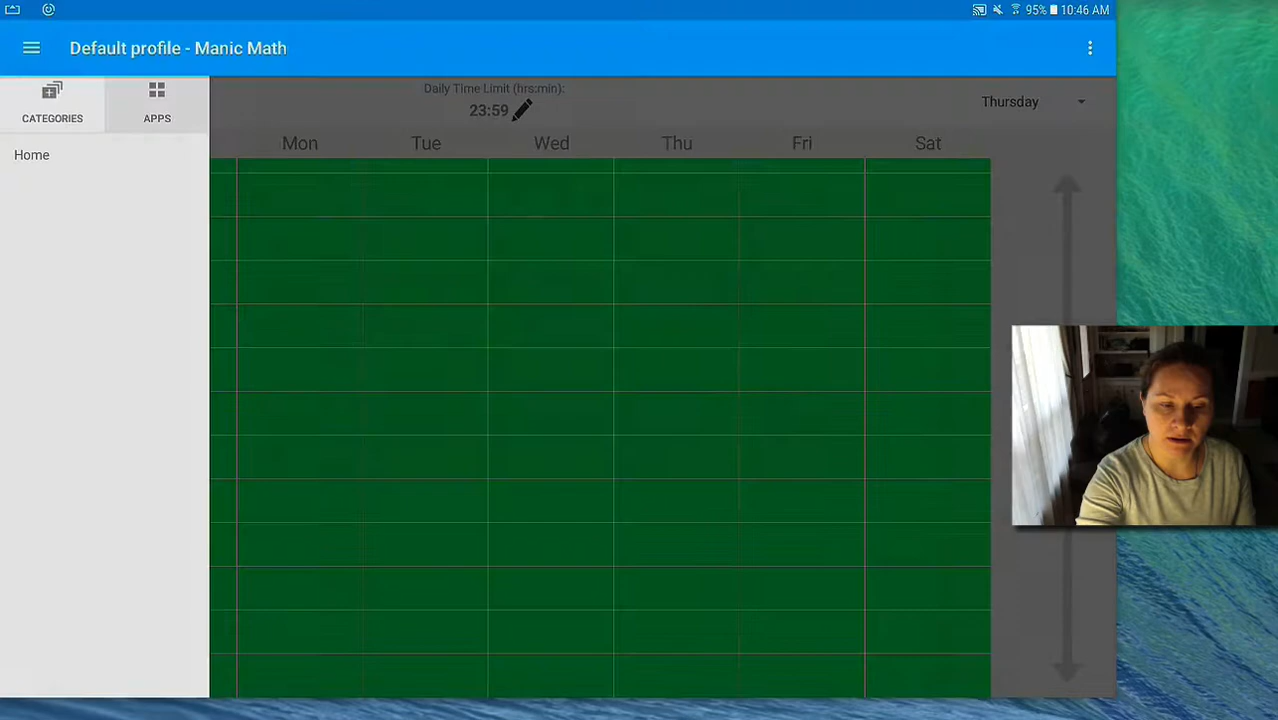 95% 10:46 AM
Default profile - Manic Math
CATEGORIES
APPS
Home
Daily Time Limit (hrs:min):
23:59
Thursday
Mon Tue Wed Thu Fri Sat